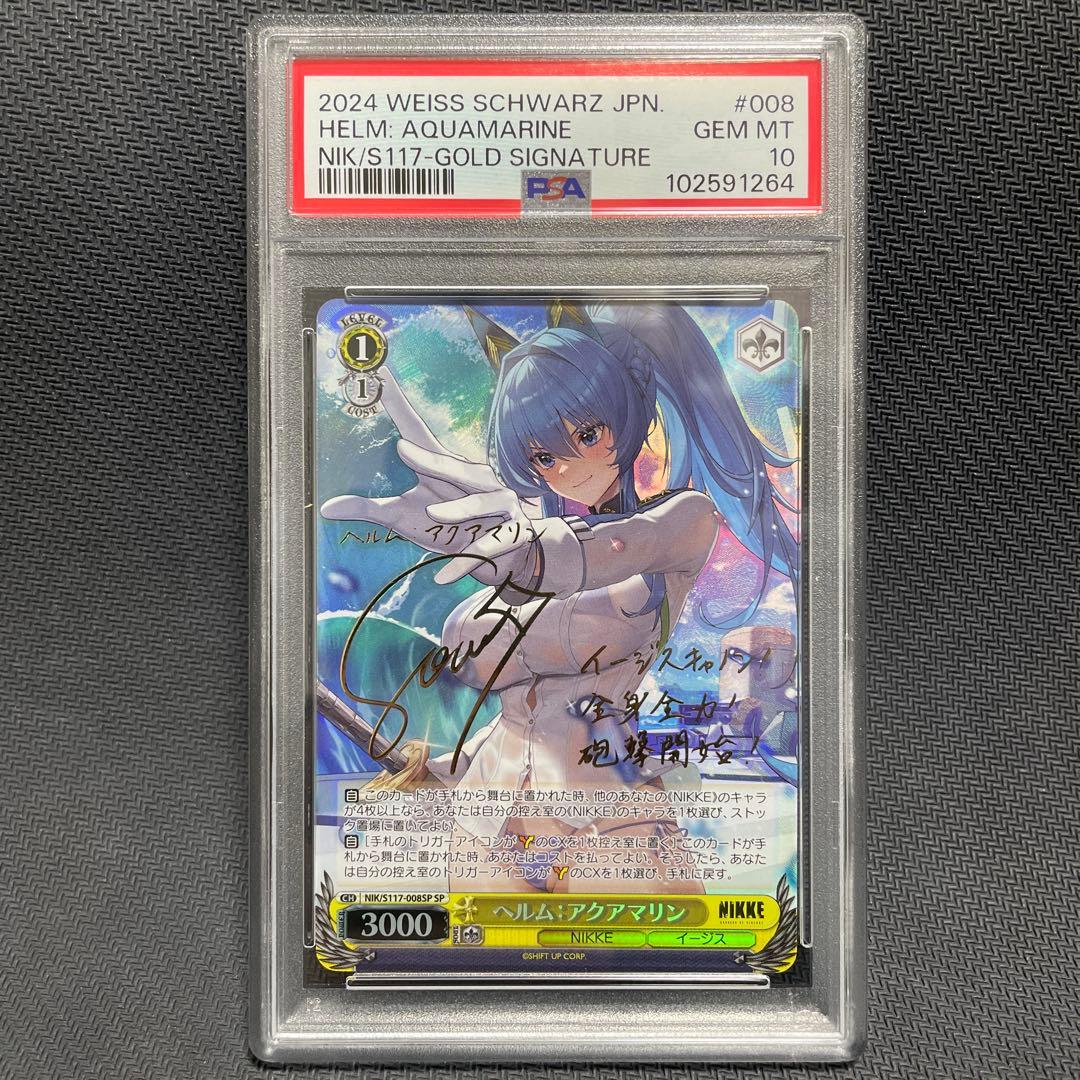 2024 WEISS SCHWARZ JPN. #008
HELM: AQUAMARINE GEM MT
NIK/S117-GOLD SIGNATURE 10
PSA 102591264
LEVEL
1
1
COST
ヘルム:アクアマリン
イージスキャノン!
全身全力!
砲撃開始!
自 このカードが手札から舞台に置かれた時、他のあなたの《NIKKE》のキャラ
が4枚以上なら、あなたは自分の控え室の《NIKKE》のキャラを1枚選び、ストッ
ク置場に置いてよい。
自 [手札のトリガーアイコンがのCXを1枚控え室に置く] このカードが手
札から舞台に置かれた時、あなたはコストを払ってよい。そうしたら、あなた
は自分の控え室のトリガーアイコンがのCXを1枚選び、手札に戻す。
CH NIK/S117-008SP SP
POWER 3000 SOUL ヘルム:アクアマリン NIKKE
NIKKE イージス
©SHIFT UP CORP.